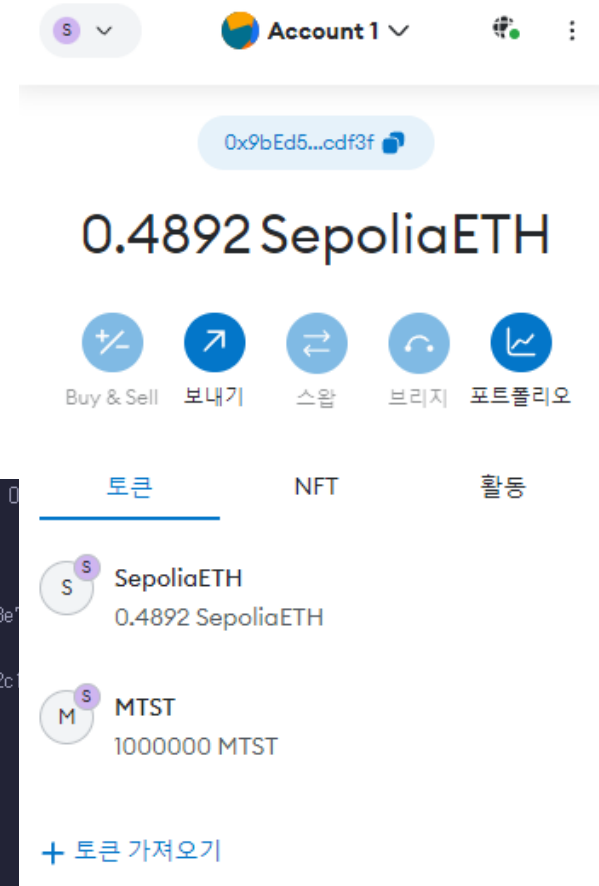 S
Account 1
0x9bEd5...cdf3f
0.4892 SepoliaETH
Buy & Sell 보내기 스왑 브리지 포트폴리오
토큰 NFT 활동
S S
SepoliaETH
0.4892 SepoliaETH
M S
MTST
1000000 MTST
+ 토큰 가져오기